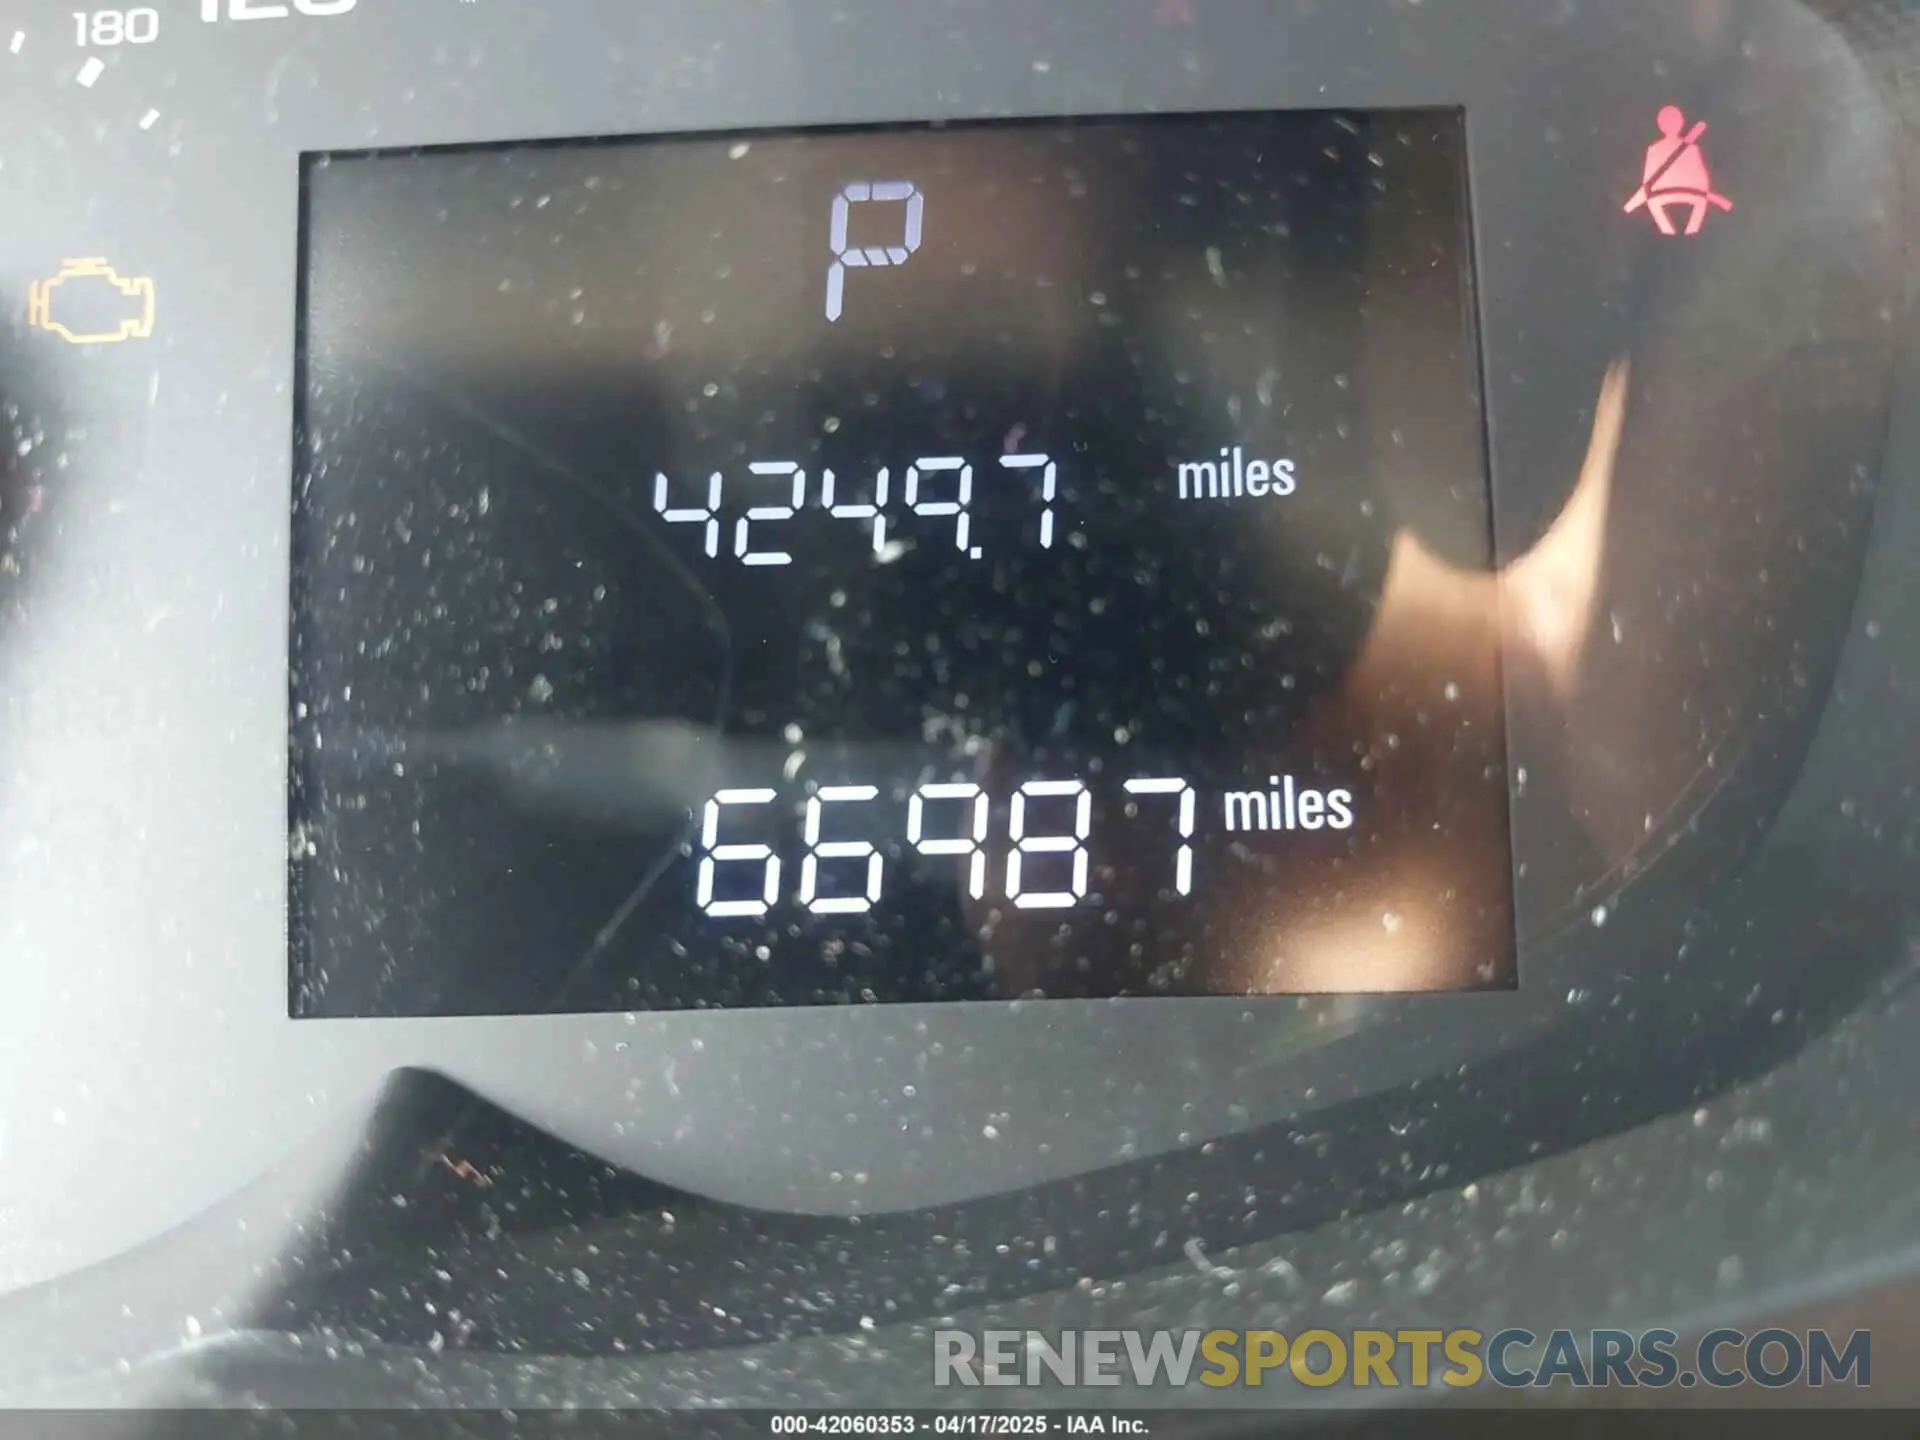 180
P
4249.7 miles
66987 miles
RENEWSPORTSCARS.COM
000-42060353 - 04/17/2025 - IAA Inc.